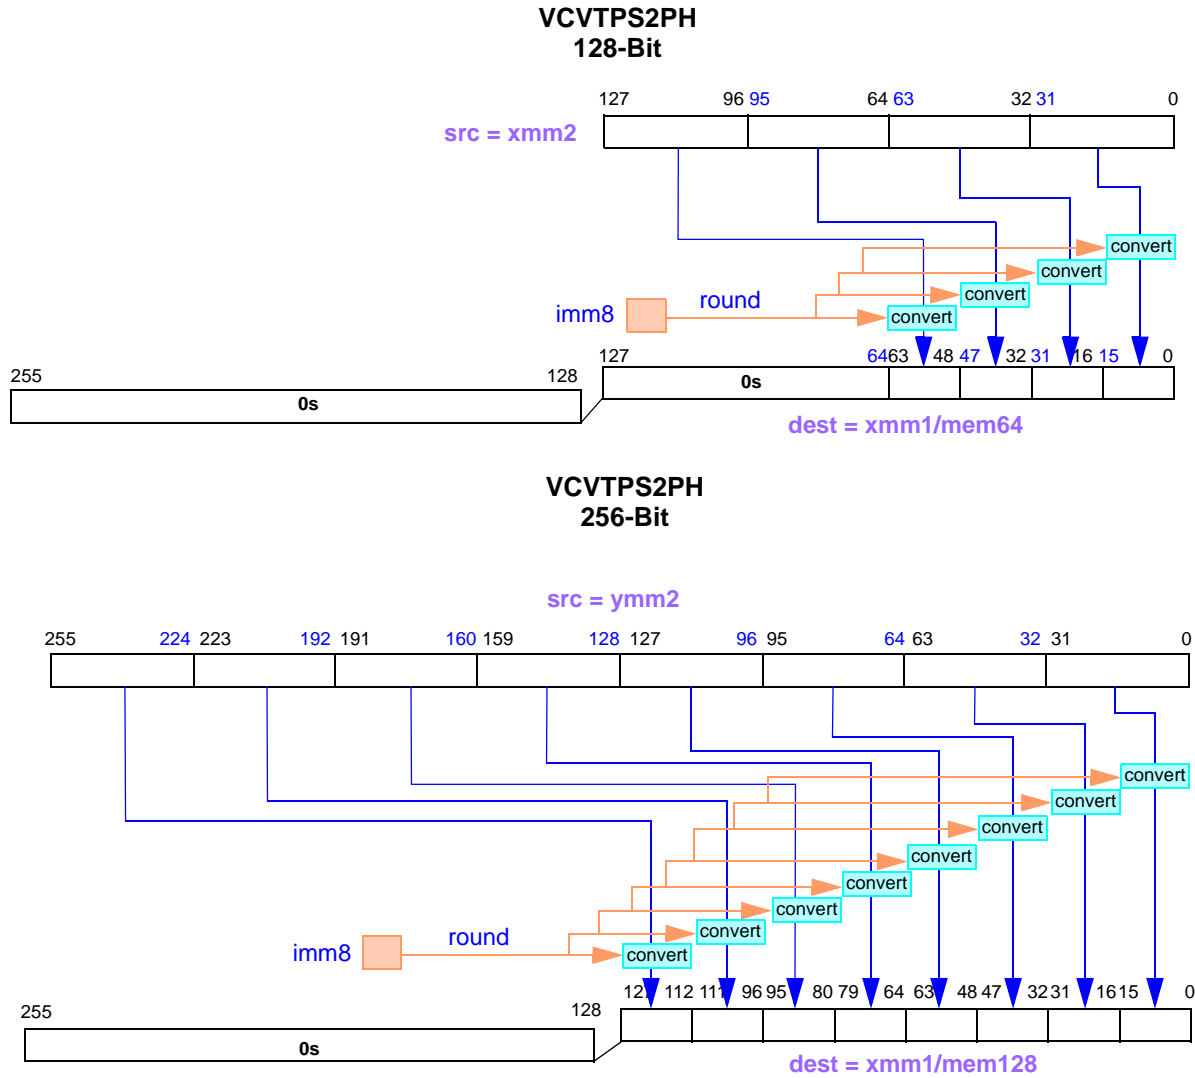 VCVTPS2PH
128-Bit
127 96 95 64 63 32 31 0
src = xmm2
convert
convert
convert
imm8 round convert
127 64 63 48 47 32 31 16 15 0
255 128
0s
0s
dest = xmm1/mem64
VCVTPS2PH
256-Bit
src = ymm2
255 224 223 192 191 160 159 128 127 96 95 64 63 32 31 0
convert
convert
convert
convert
convert
convert
convert
imm8 round convert
127 112 111 96 95 80 79 64 63 48 47 32 31 16 15 0
255 128
0s
dest = xmm1/mem128